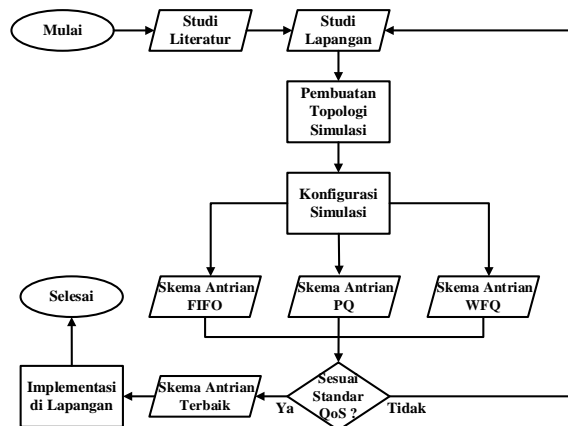 Mulai
Studi
Literatur
Studi
Lapangan
Pembuatan
Topologi
Simulasi
Konfigurasi
Simulasi
Skema Antrian
FIFO
Skema Antrian
PQ
Skema Antrian
WFQ
Sesuai
Standar
QoS ?
Ya
Tidak
Skema Antrian
Terbaik
Implementasi
di Lapangan
Selesai